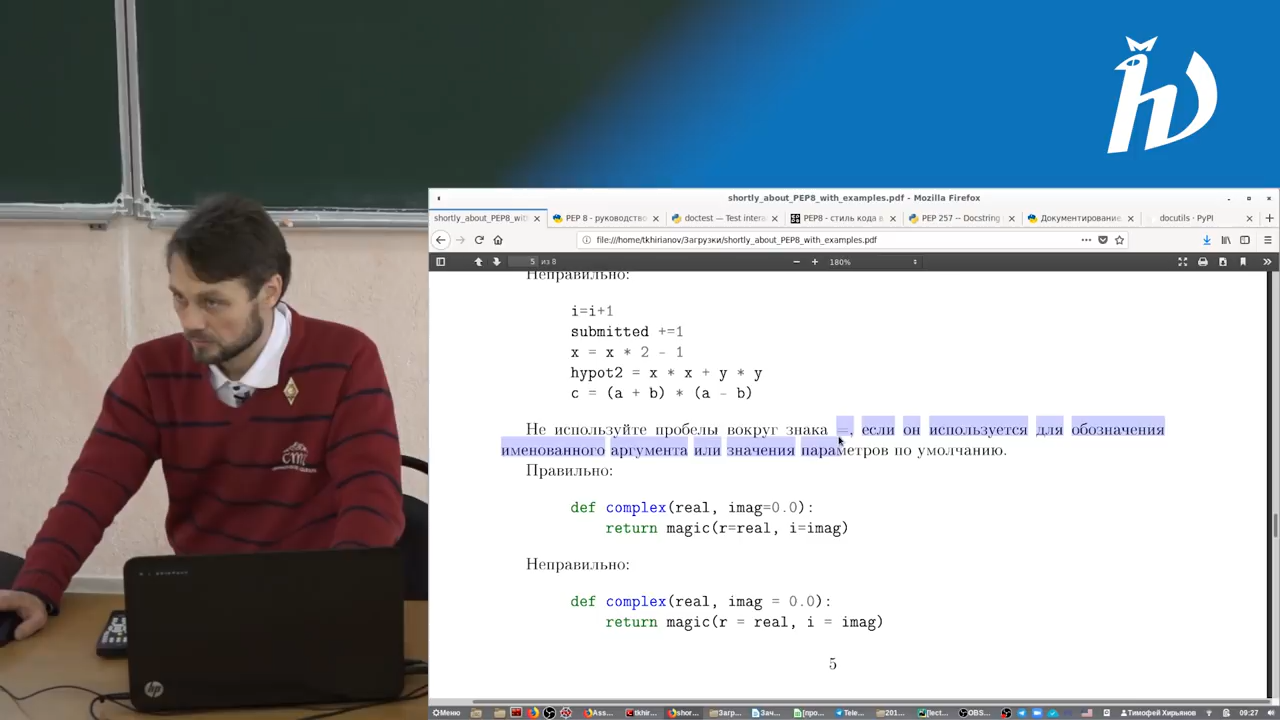 shortly_about_PEP8_with_examples.pdf - Mozilla Firefox
shortly_about_PEP8_wit
PEP 8 - руководство
doctest — Test intera
PEP8 - стиль кода в
PEP 257 -- Docstring
Документирование
docutils · PyPI
file:///home/tkhirianov/Загрузки/shortly_about_PEP8_with_examples.pdf
5 из 8
180%
Неправильно:
i=i+1
submitted +=1
x = x * 2 - 1
hypot2 = x * x + y * y
c = (a + b) * (a - b)
Не используйте пробелы вокруг знака =, если он используется для обозначения
именованного аргумента или значения параметров по умолчанию.
Правильно:
def complex(real, imag=0.0):
return magic(r=real, i=imag)
Неправильно:
def complex(real, imag = 0.0):
return magic(r = real, i = imag)
5
Меню
Тимофей Хирьянов
09:27
hp